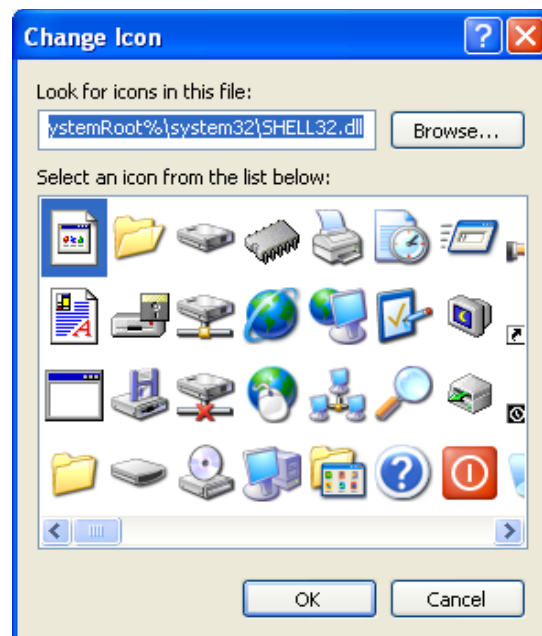 Change Icon
Look for icons in this file:
ystemRoot%\system32\SHELL32.dll
Browse...
Select an icon from the list below:
OK
Cancel